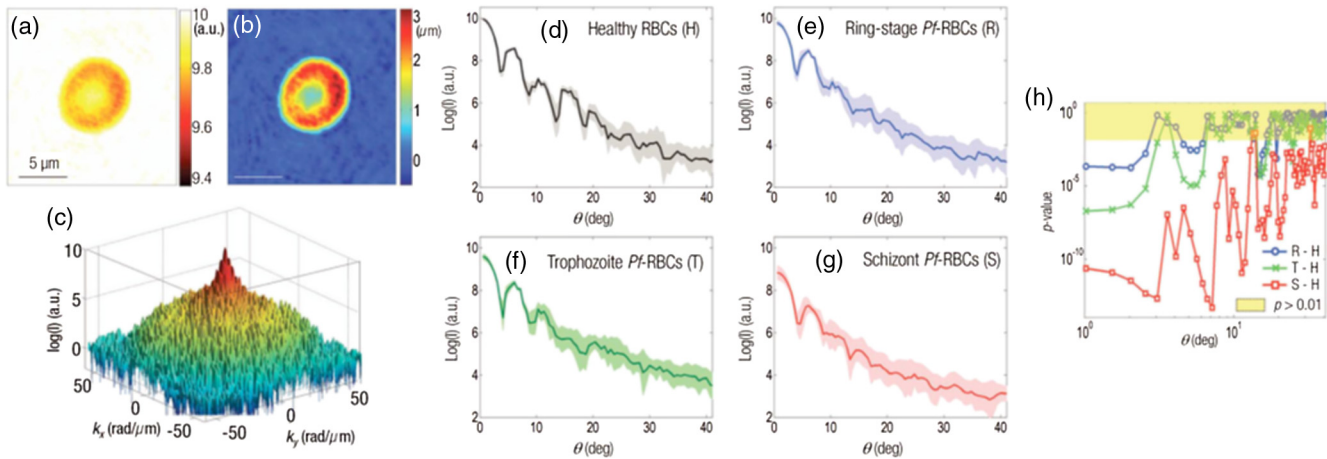 (a)
10
(a.u.)
9.8
9.6
9.4
5 µm
(b)
3
(µm)
2
1
0
(c)
10
5
0
log(I) (a.u.)
50
0
-50
kx (rad/µm)
-50
0
50
ky (rad/µm)
(d) Healthy RBCs (H)
10
8
6
4
2
Log(I) (a.u.)
0 10 20 30 40
θ (deg)
(e) Ring-stage Pf-RBCs (R)
10
8
6
4
2
Log(I) (a.u.)
0 10 20 30 40
θ (deg)
(f) Trophozoite Pf-RBCs (T)
10
8
6
4
2
Log(I) (a.u.)
0 10 20 30 40
θ (deg)
(g) Schizont Pf-RBCs (S)
10
8
6
4
2
Log(I) (a.u.)
0 10 20 30 40
θ (deg)
(h)
10⁰
10⁻⁵
10⁻¹⁰
p-value
R - H
T - H
S - H
p > 0.01
10⁰ 10¹
θ (deg)